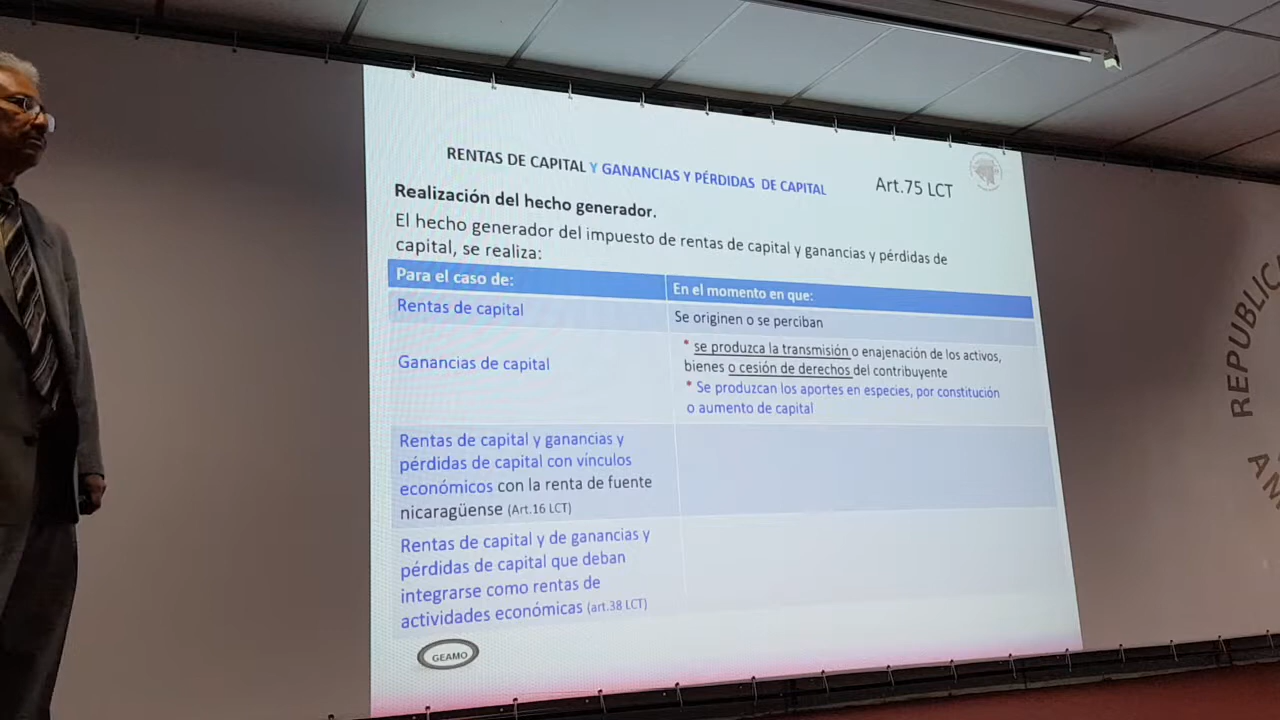 RENTAS DE CAPITAL Y GANANCIAS Y PÉRDIDAS DE CAPITAL
Art.75 LCT
Realización del hecho generador.
El hecho generador del impuesto de rentas de capital y ganancias y pérdidas de
capital, se realiza:
Para el caso de:
En el momento en que:
Rentas de capital
Se originen o se perciban
Ganancias de capital
* se produzca la transmisión o enajenación de los activos,
bienes o cesión de derechos del contribuyente
* Se produzcan los aportes en especies, por constitución
o aumento de capital
Rentas de capital y ganancias y
pérdidas de capital con vínculos
económicos con la renta de fuente
nicaragüense (Art.16 LCT)
Rentas de capital y de ganancias y
pérdidas de capital que deban
integrarse como rentas de
actividades económicas (art.38 LCT)
GEAMO